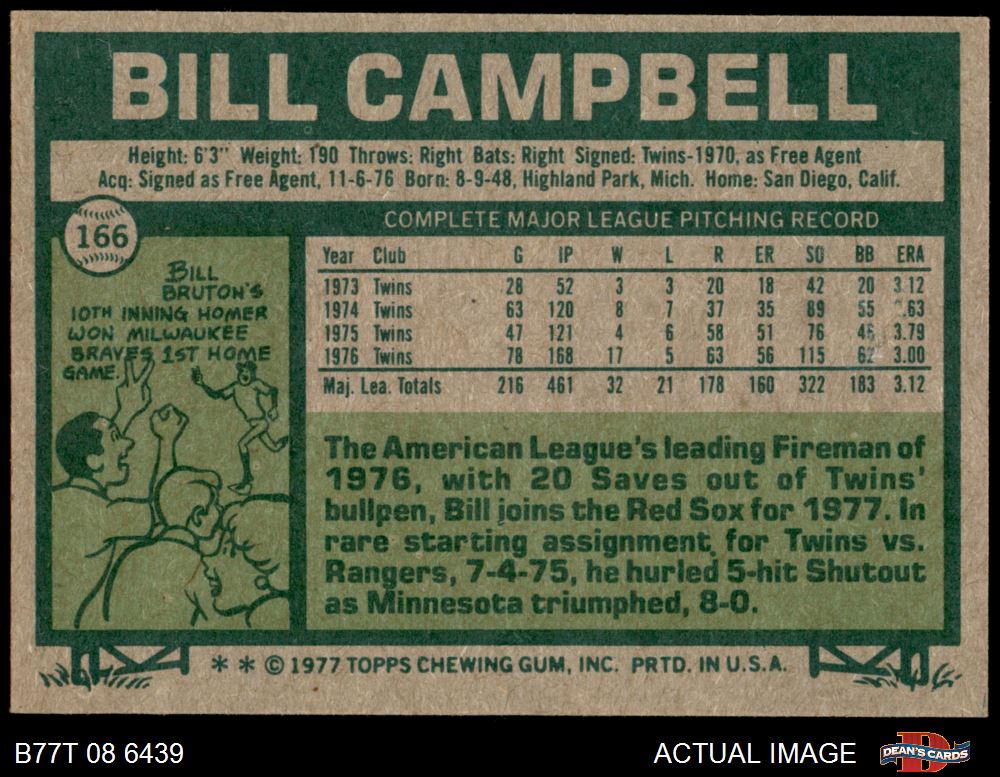 BILL CAMPBELL
Height: 6'3" Weight: 190 Throws: Right Bats: Right Signed: Twins-1970, as Free Agent
Acq: Signed as Free Agent, 11-6-76 Born: 8-9-48, Highland Park, Mich. Home: San Diego, Calif.
166
COMPLETE MAJOR LEAGUE PITCHING RECORD
Year Club G IP W L R ER SO BB ERA
1973 Twins 28 52 3 3 20 18 42 20 3.12
1974 Twins 63 120 8 7 37 35 89 55 .63
1975 Twins 47 121 4 6 58 51 76 46 3.79
1976 Twins 78 168 17 5 63 56 115 62 3.00
Maj. Lea. Totals 216 461 32 21 178 160 322 183 3.12
BILL
BRUTON'S
10TH INNING HOMER
WON MILWAUKEE
BRAVES 1ST HOME
GAME.
The American League's leading Fireman of
1976, with 20 Saves out of Twins'
bullpen, Bill joins the Red Sox for 1977. In
rare starting assignment for Twins vs.
Rangers, 7-4-75, he hurled 5-hit Shutout
as Minnesota triumphed, 8-0.
* * © 1977 TOPPS CHEWING GUM, INC. PRTD. IN U.S.A.
B77T 08 6439
ACTUAL IMAGE
DEAN'S CARDS